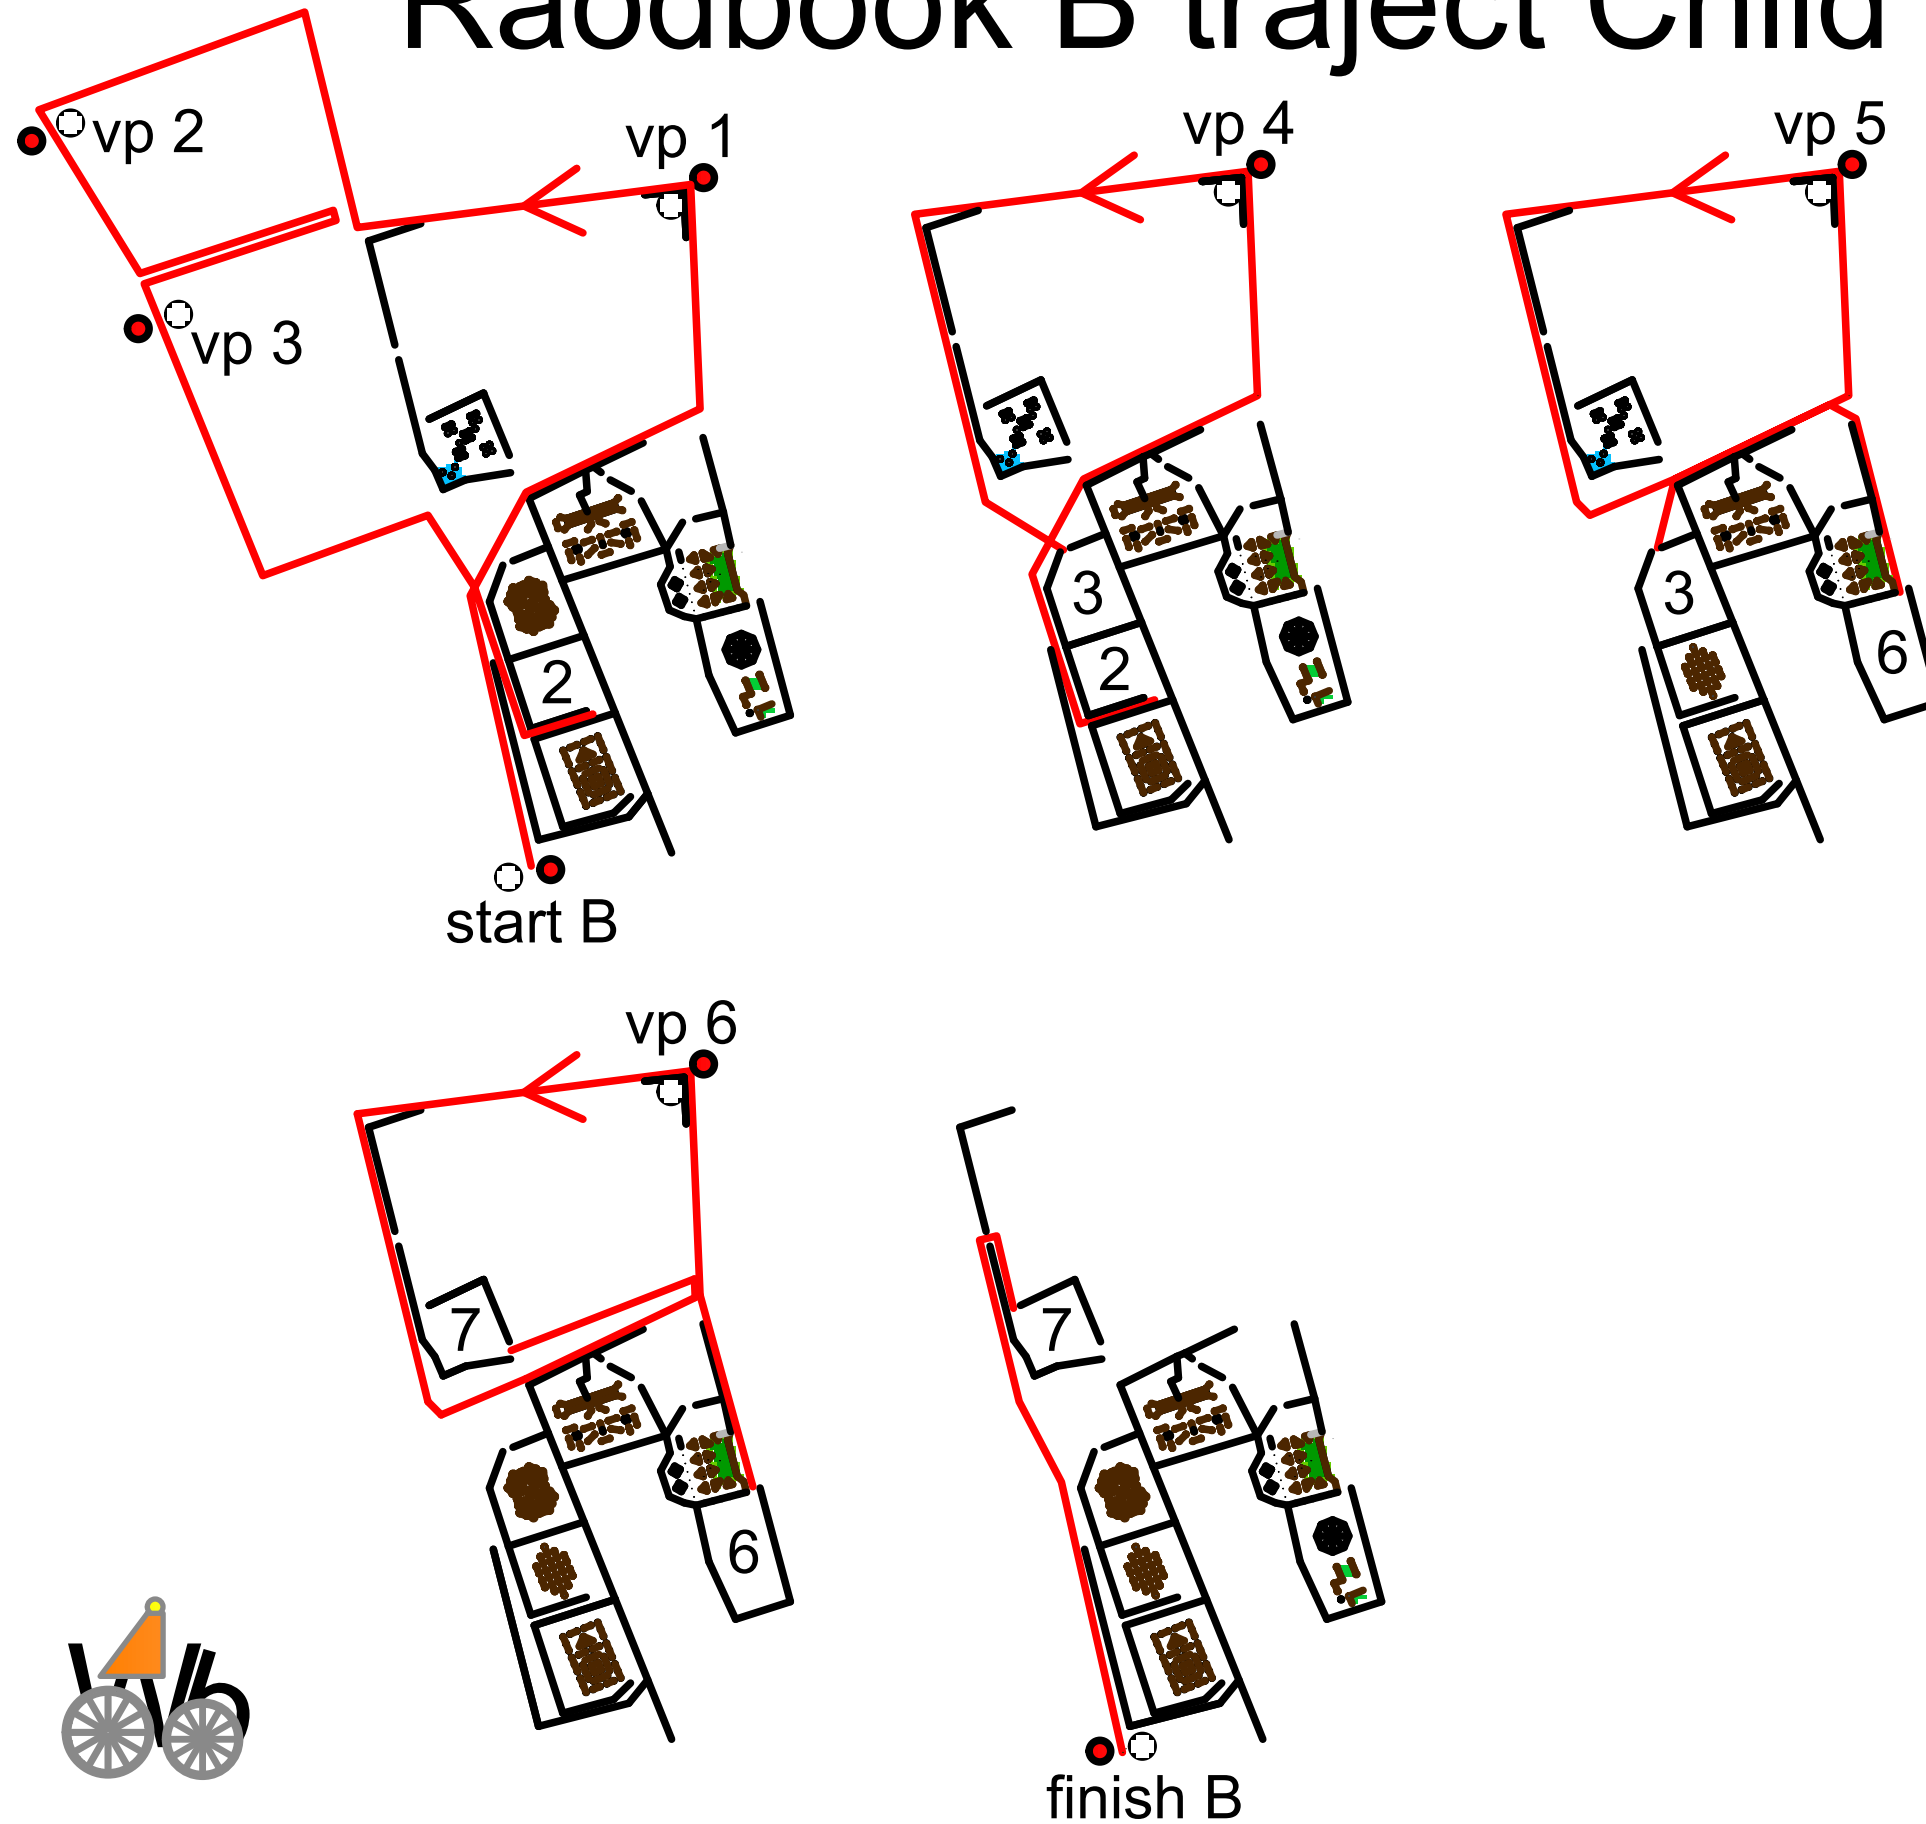 Raodbook B traject Child
vp 2
vp 1
vp 4
vp 5
vp 3
3
3
2
2
6
start B
vp 6
7
7
6
finish B